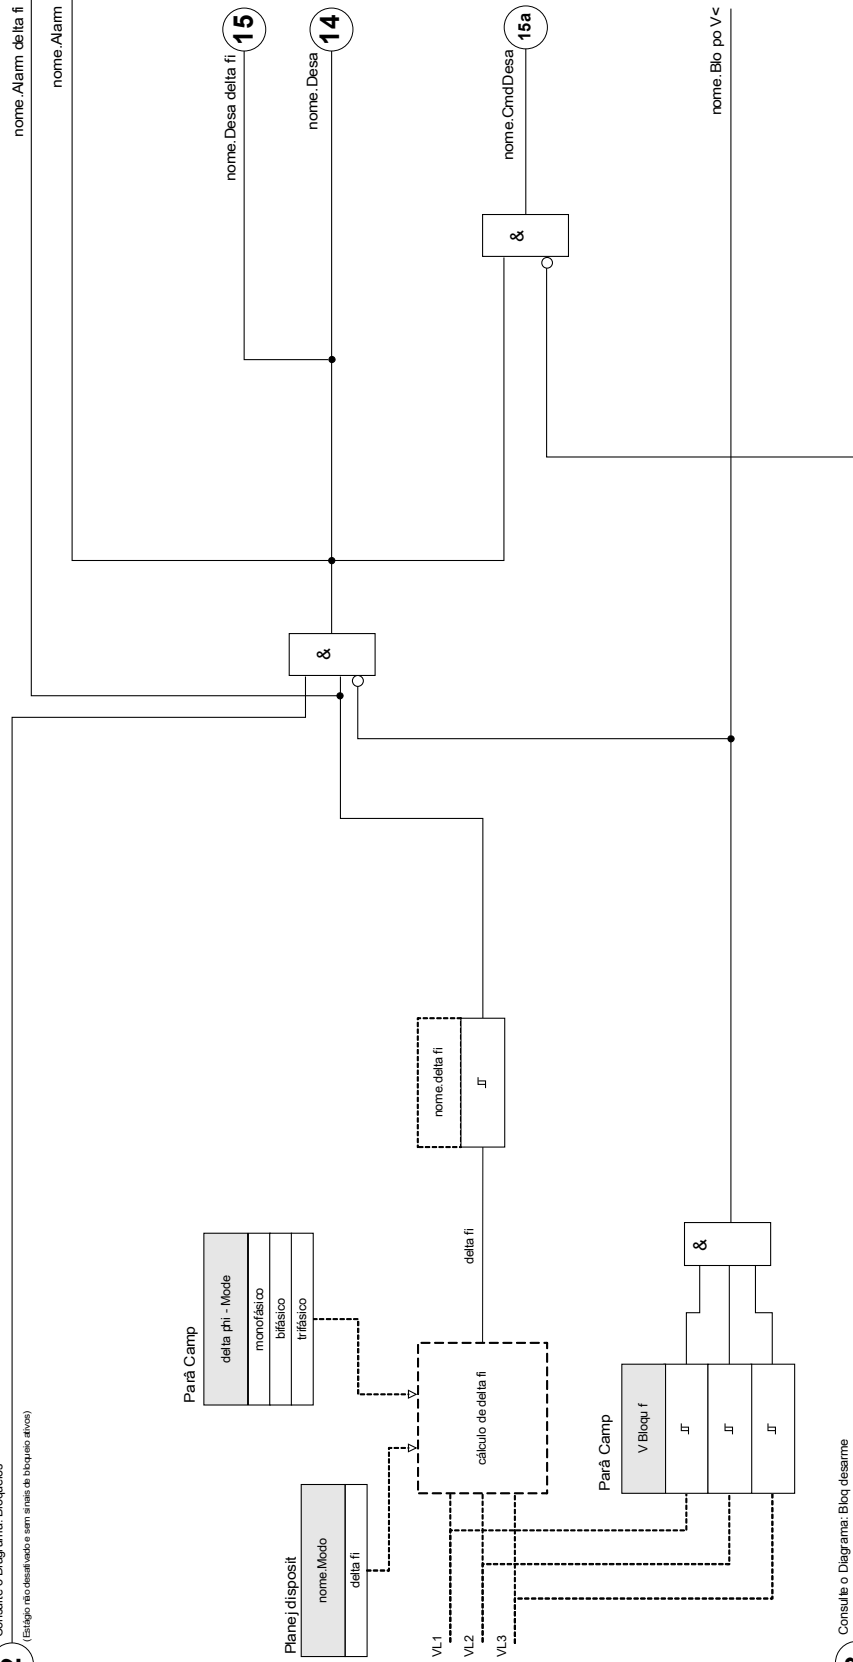 nome.Alarm delta fi
nome.Alarm
15
nome.Desa delta fi
14
nome.Desa
15a
nome.CmdDesa
nome.Blo po V<
&
&
(Estágio não desativado e sem sinais de bloqueio ativos)
Parâ Camp
delta phi - Mode
monofásico
bifásico
trifásico
Planej disposit
nome.Modo
delta fi
cálculo de delta fi
delta fi
nome.delta fi
VL1
VL2
VL3
Parâ Camp
V Bloqu f
&
Consulte o Diagrama: Bloq desarme